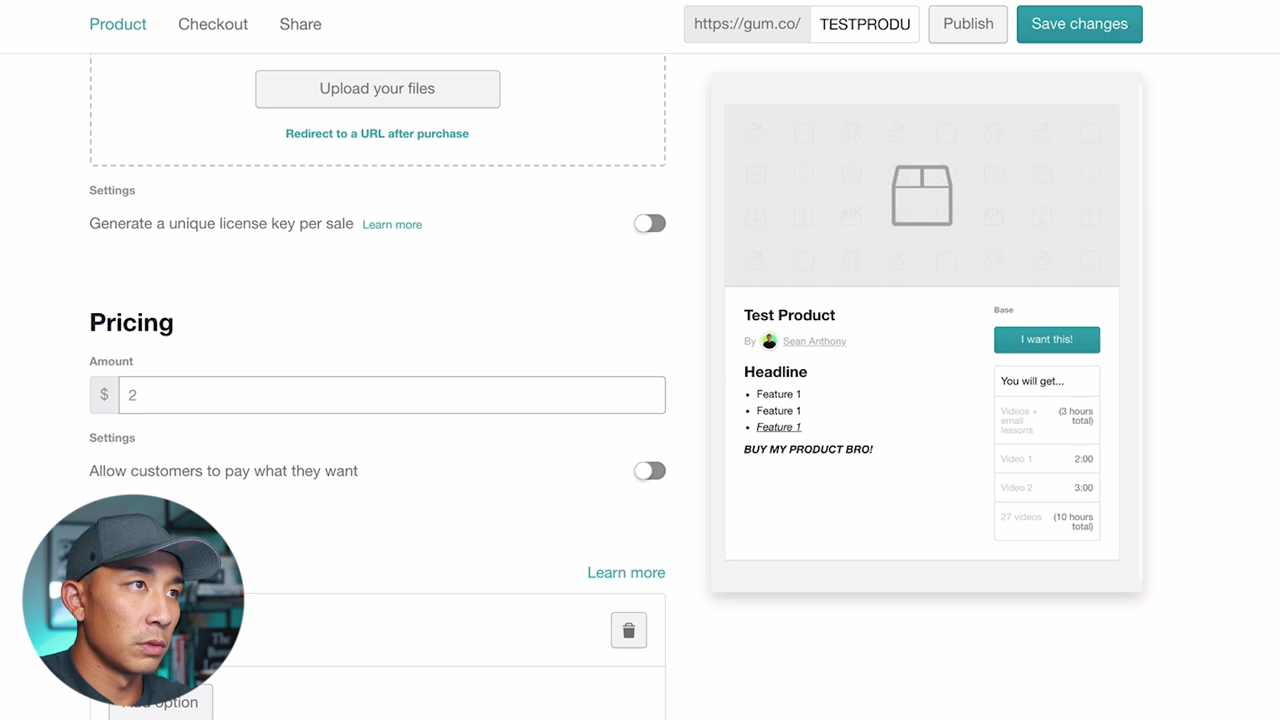 Product
Checkout
Share
https://gum.co/
TESTPRODU
Publish
Save changes
Upload your files
Redirect to a URL after purchase
Settings
Generate a unique license key per sale Learn more
Pricing
Amount
$ 2
Settings
Allow customers to pay what they want
Learn more
option
Test Product
By Sean Anthony
Headline
• Feature 1
• Feature 1
• Feature 1
BUY MY PRODUCT BRO!
Base
I want this!
You will get...
Videos + (3 hours
email total)
lessons
Video 1 2:00
Video 2 3:00
27 videos (10 hours
total)